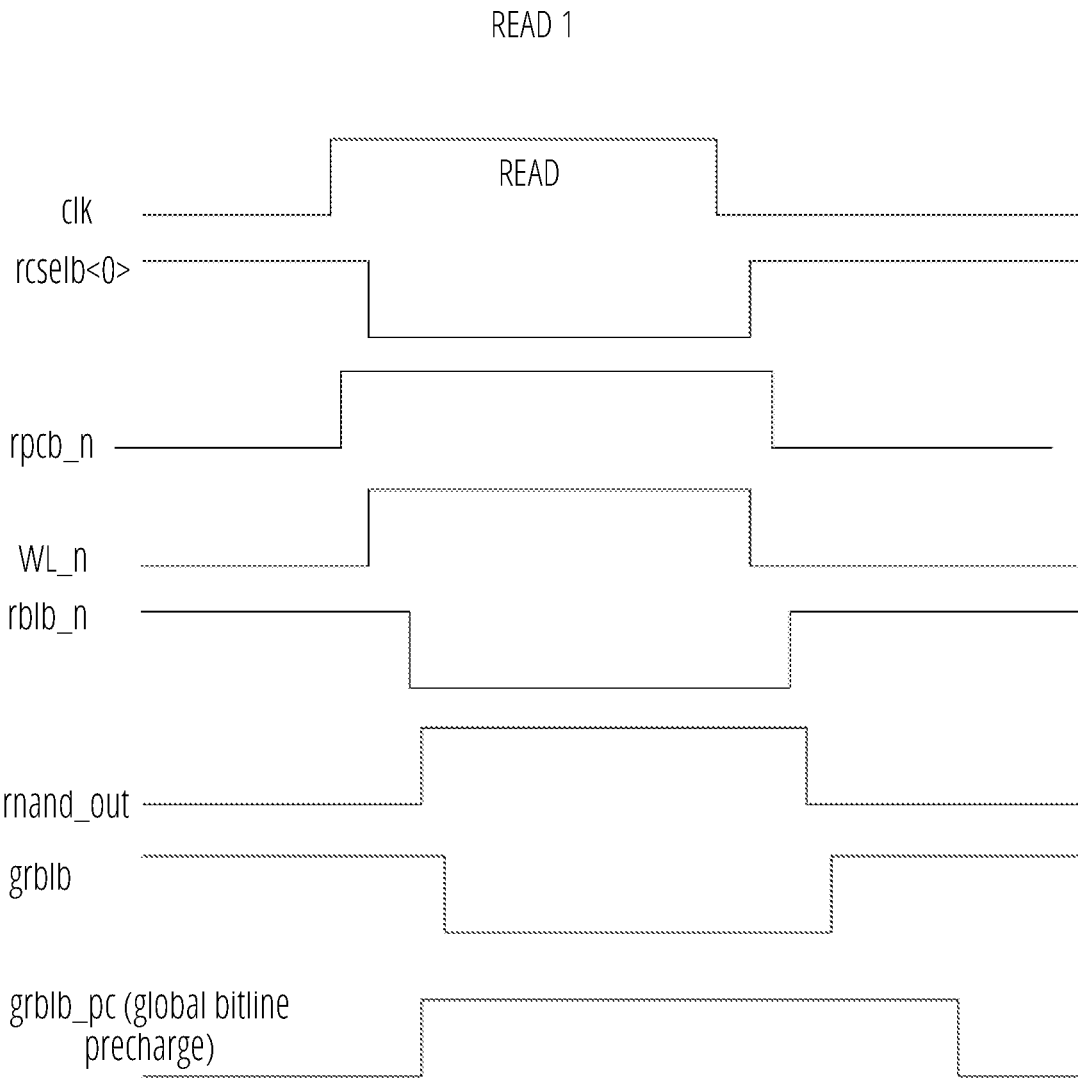 READ 1
READ
clk
rcselb<0>
rpcb_n
WL_n
rblb_n
rnand_out
grblb
grblb_pc (global bitline
precharge)